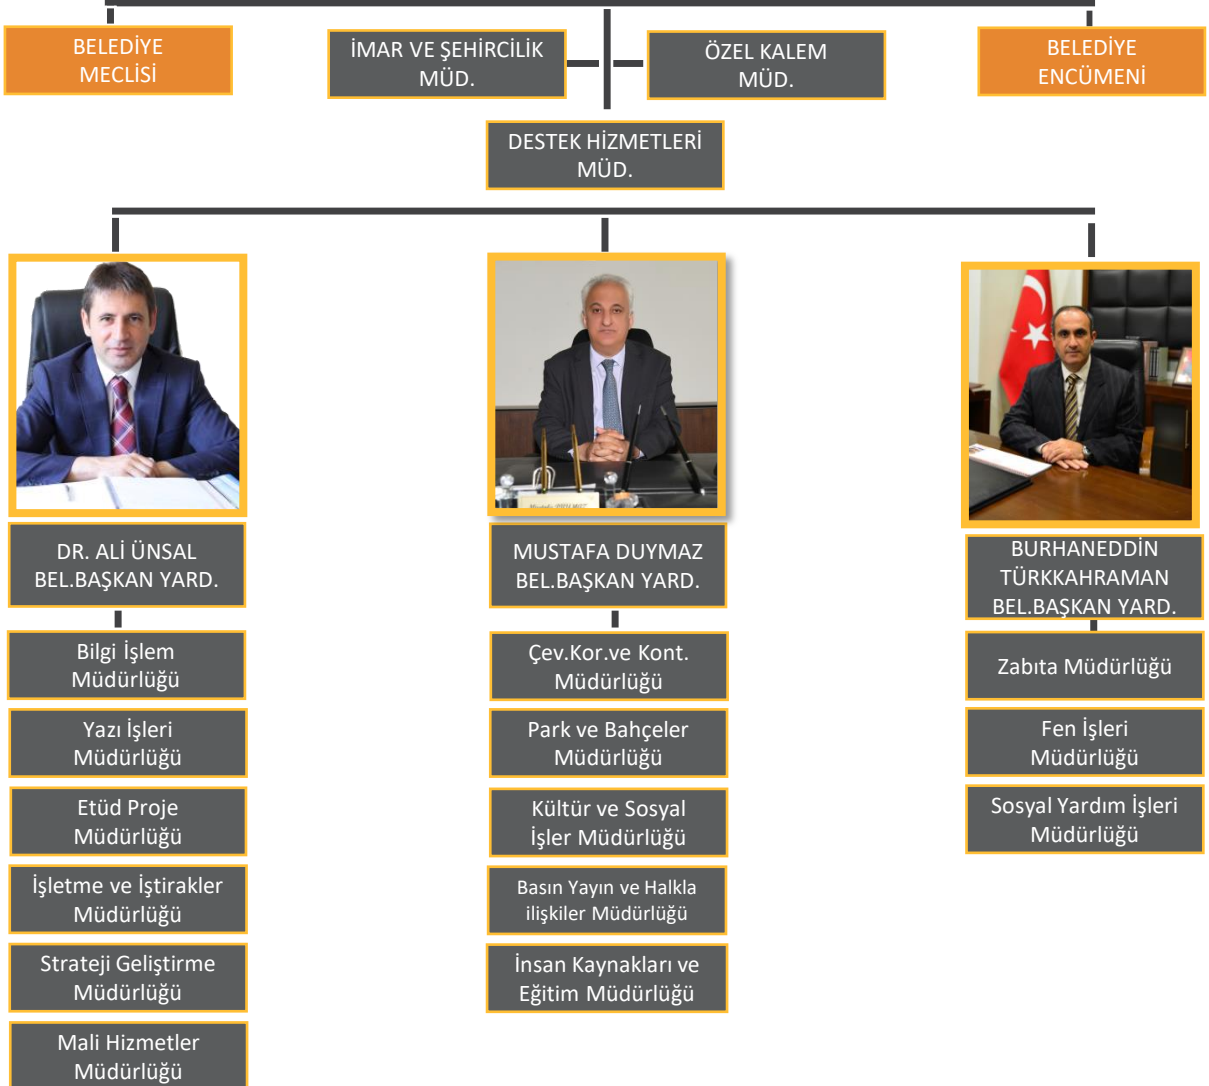 BELEDİYE
MECLİSİ
İMAR VE ŞEHİRCİLİK
MÜD.
ÖZEL KALEM
MÜD.
BELEDİYE
ENCÜMENİ
DESTEK HİZMETLERİ
MÜD.
DR. ALİ ÜNSAL
BEL.BAŞKAN YARD.
Bilgi İşlem
Müdürlüğü
Yazı İşleri
Müdürlüğü
Etüd Proje
Müdürlüğü
İşletme ve İştirakler
Müdürlüğü
Strateji Geliştirme
Müdürlüğü
Mali Hizmetler
Müdürlüğü
MUSTAFA DUYMAZ
BEL.BAŞKAN YARD.
Çev.Kor.ve Kont.
Müdürlüğü
Park ve Bahçeler
Müdürlüğü
Kültür ve Sosyal
İşler Müdürlüğü
Basın Yayın ve Halkla
ilişkiler Müdürlüğü
İnsan Kaynakları ve
Eğitim Müdürlüğü
BURHANEDDİN
TÜRKKAHRAMAN
BEL.BAŞKAN YARD.
Zabıta Müdürlüğü
Fen İşleri
Müdürlüğü
Sosyal Yardım İşleri
Müdürlüğü